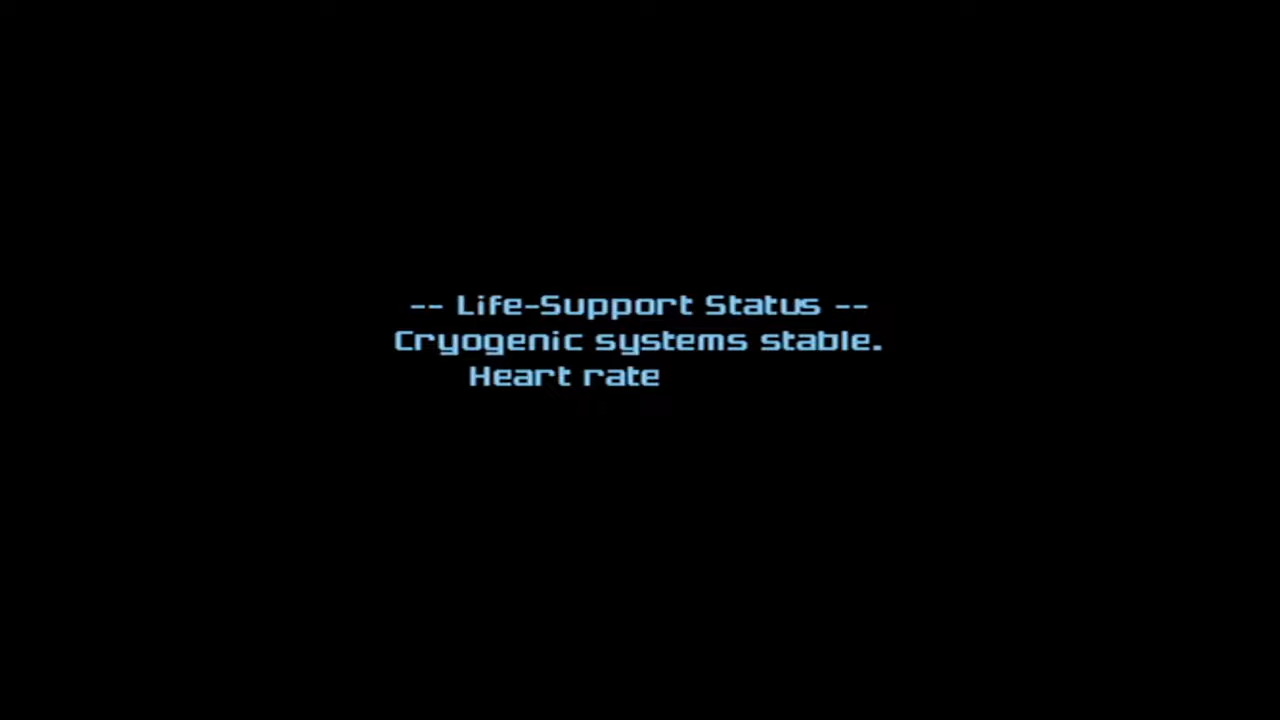 -- Life-Support Status --
Cryogenic systems stable.
Heart rate